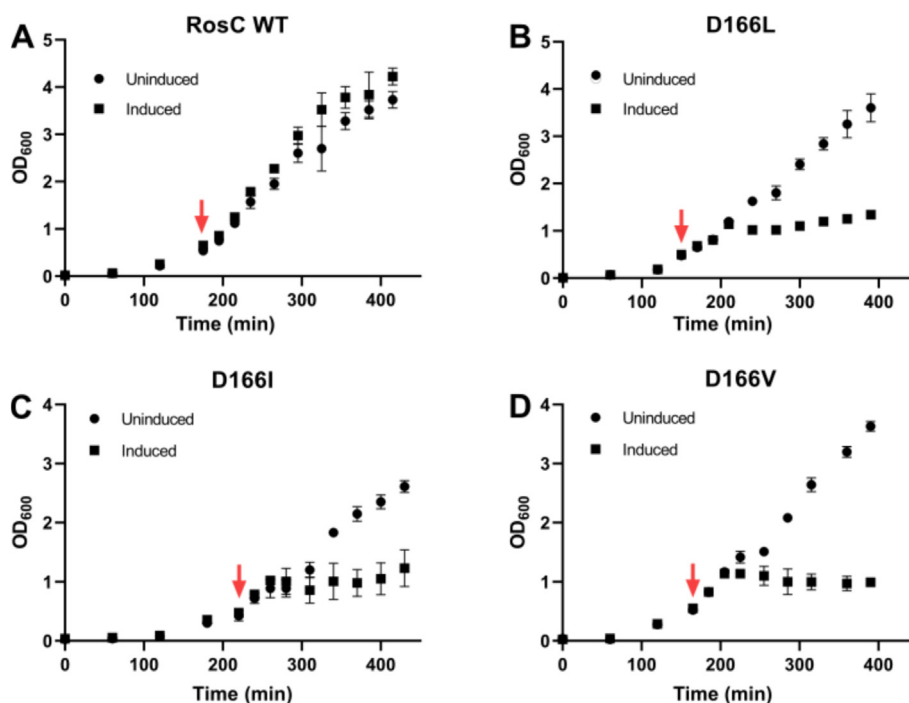 A
RosC WT
5
4
3
2
1
0
OD600
Uninduced
Induced
0
100
200
300
400
Time (min)
B
D166L
5
4
3
2
1
0
OD600
Uninduced
Induced
0
100
200
300
400
Time (min)
C
D166I
4
3
2
1
0
OD600
Uninduced
Induced
0
100
200
300
400
Time (min)
D
D166V
4
3
2
1
0
OD600
Uninduced
Induced
0
100
200
300
400
Time (min)